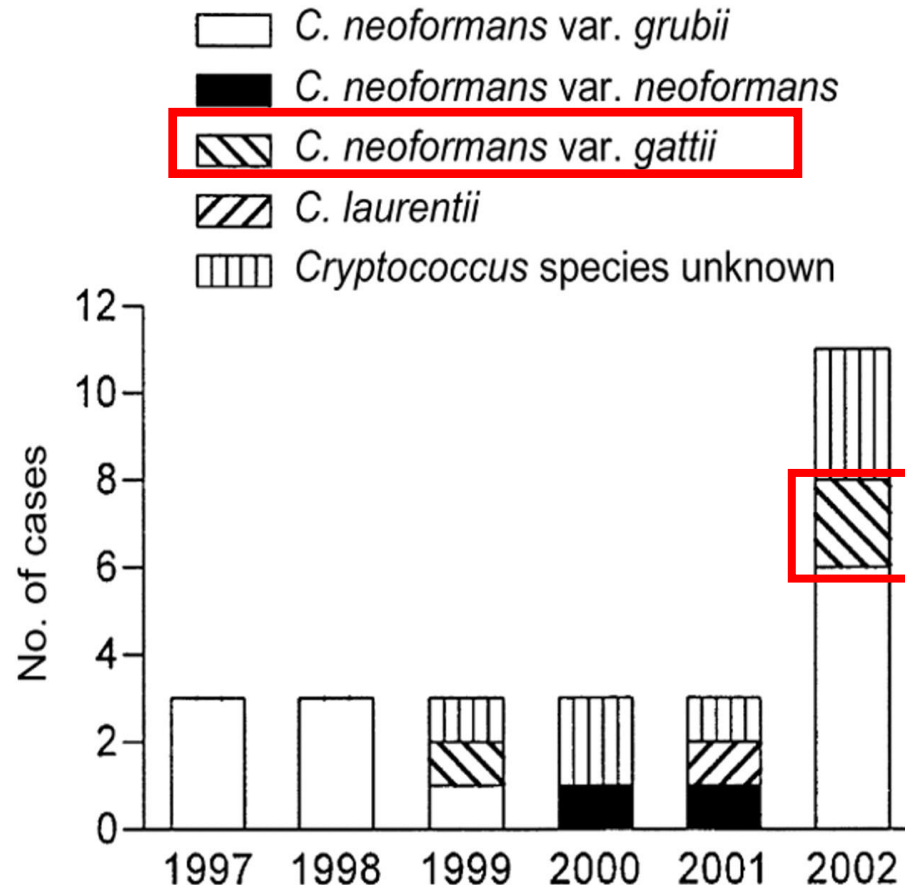 C. neoformans var. grubii
C. neoformans var. neoformans
C. neoformans var. gattii
C. laurentii
Cryptococcus species unknown
12
10
8
6
4
2
0
No. of cases
1997 1998 1999 2000 2001 2002